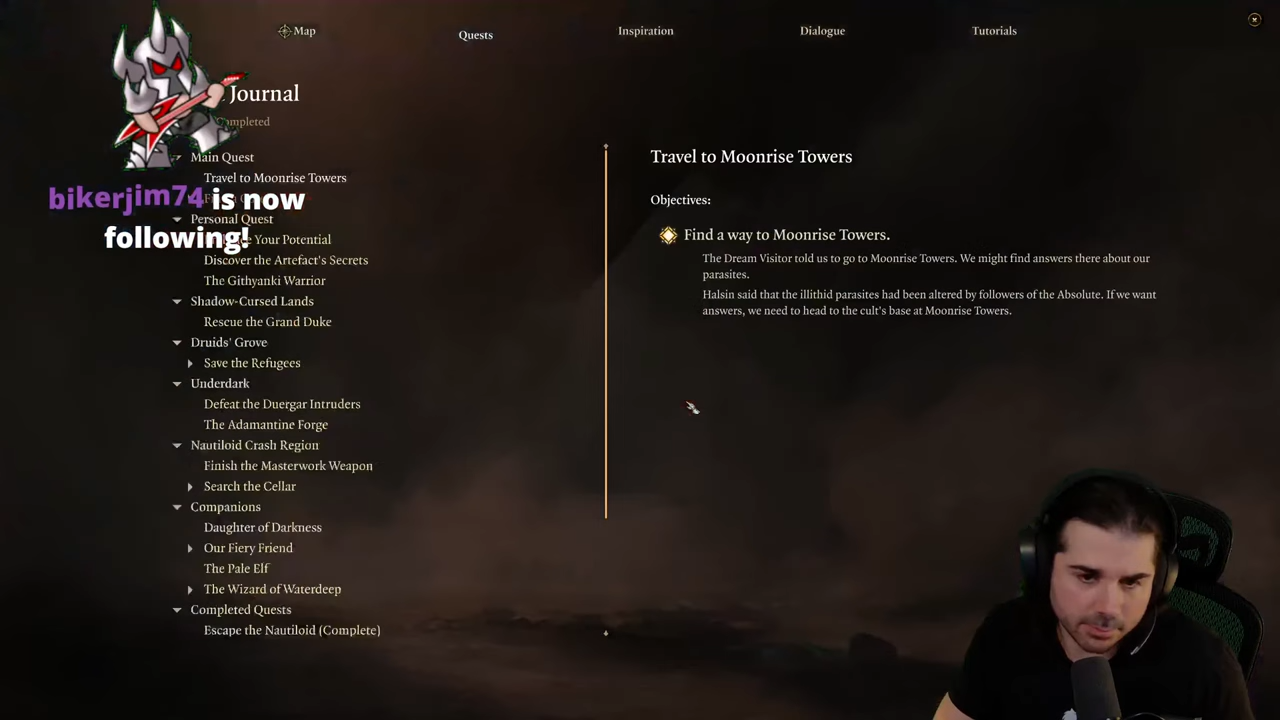 Map
Quests
Inspiration
Dialogue
Tutorials
Journal
Completed
Main Quest
Travel to Moonrise Towers
bikerjim74 is now
following!
Personal Quest
Your Potential
Discover the Artefact's Secrets
The Githyanki Warrior
Shadow-Cursed Lands
Rescue the Grand Duke
Druids' Grove
Save the Refugees
Underdark
Defeat the Duergar Intruders
The Adamantine Forge
Nautiloid Crash Region
Finish the Masterwork Weapon
Search the Cellar
Companions
Daughter of Darkness
Our Fiery Friend
The Pale Elf
The Wizard of Waterdeep
Completed Quests
Escape the Nautiloid (Complete)
Travel to Moonrise Towers
Objectives:
Find a way to Moonrise Towers.
The Dream Visitor told us to go to Moonrise Towers. We might find answers there about our
parasites.
Halsin said that the illithid parasites had been altered by followers of the Absolute. If we want
answers, we need to head to the cult's base at Moonrise Towers.